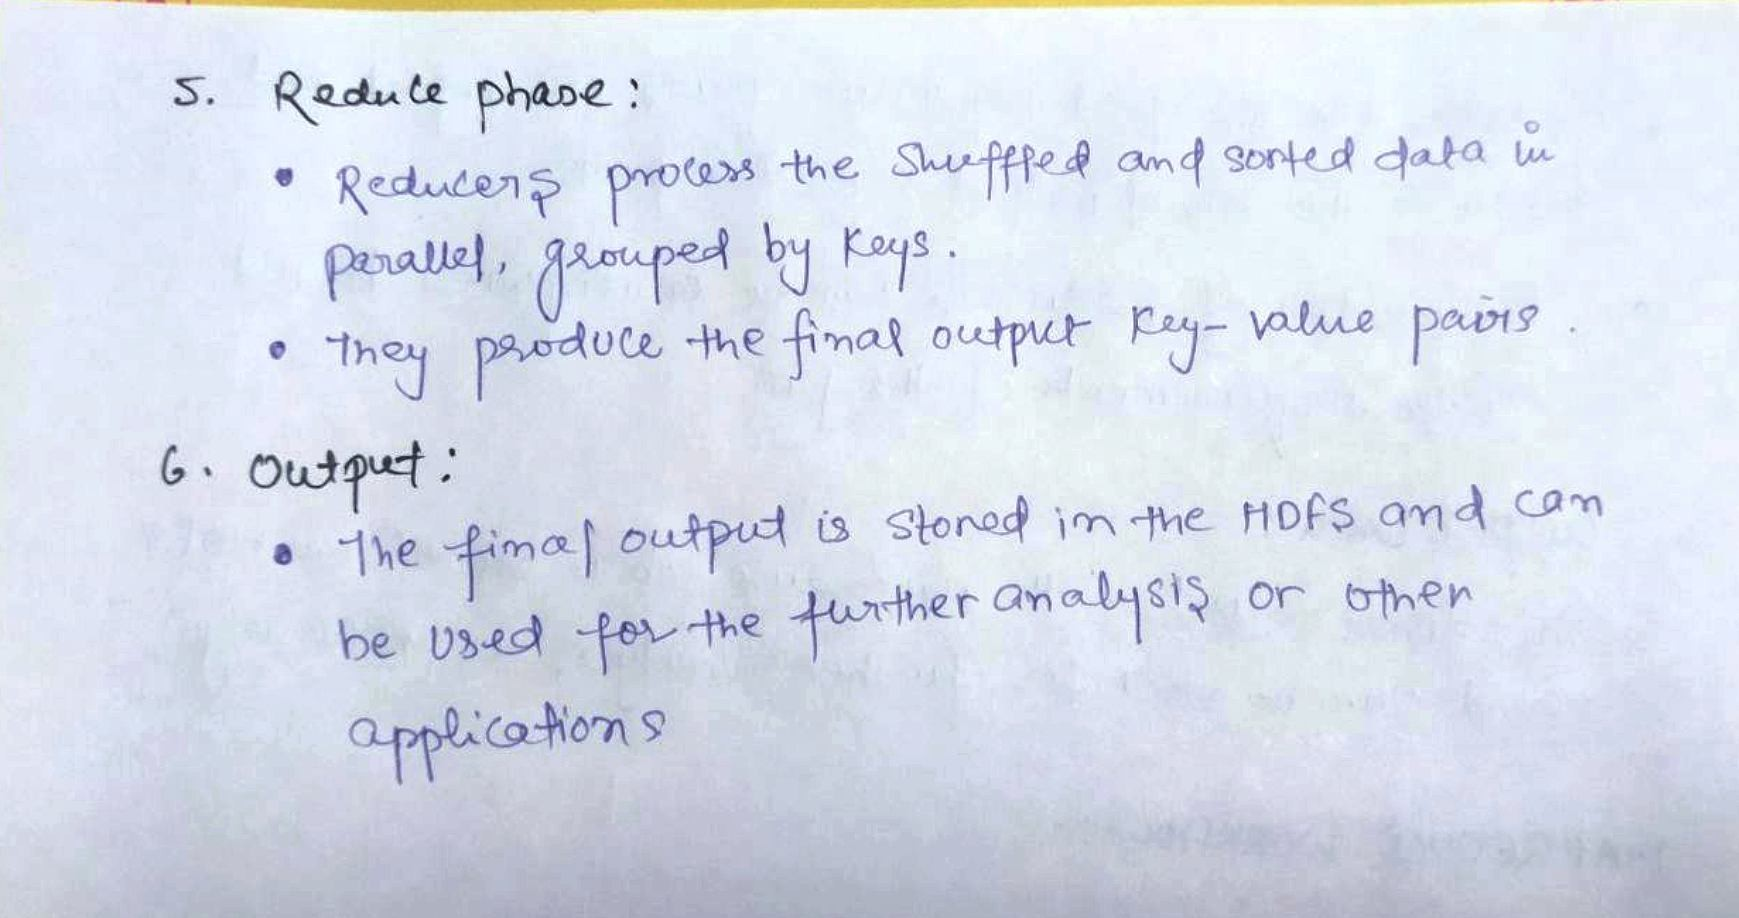 5. Reduce phase:
• Reducers process the Shuffled and sorted data in
parallel, grouped by Keys.
• They produce the final output Key-value pairs.
6. Output:
• The final output is stored in the HDFS and can
be used for the further analysis or other
applications